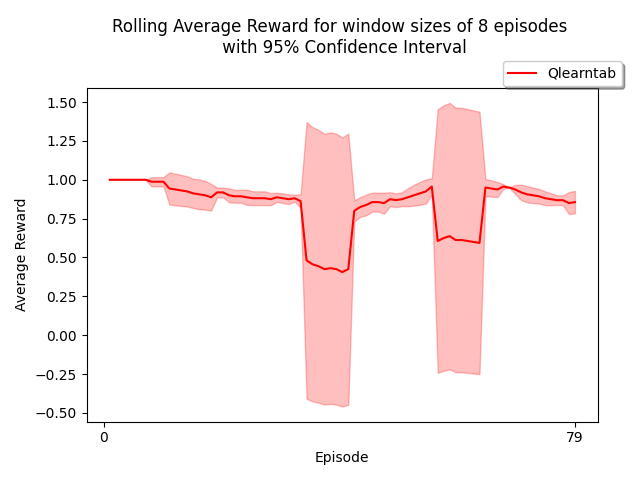 Rolling Average Reward for window sizes of 8 episodes
with 95% Confidence Interval
Qlearntab
1.50
1.25
1.00
0.75
0.50
0.25
0.00
−0.25
−0.50
Average Reward
0
79
Episode